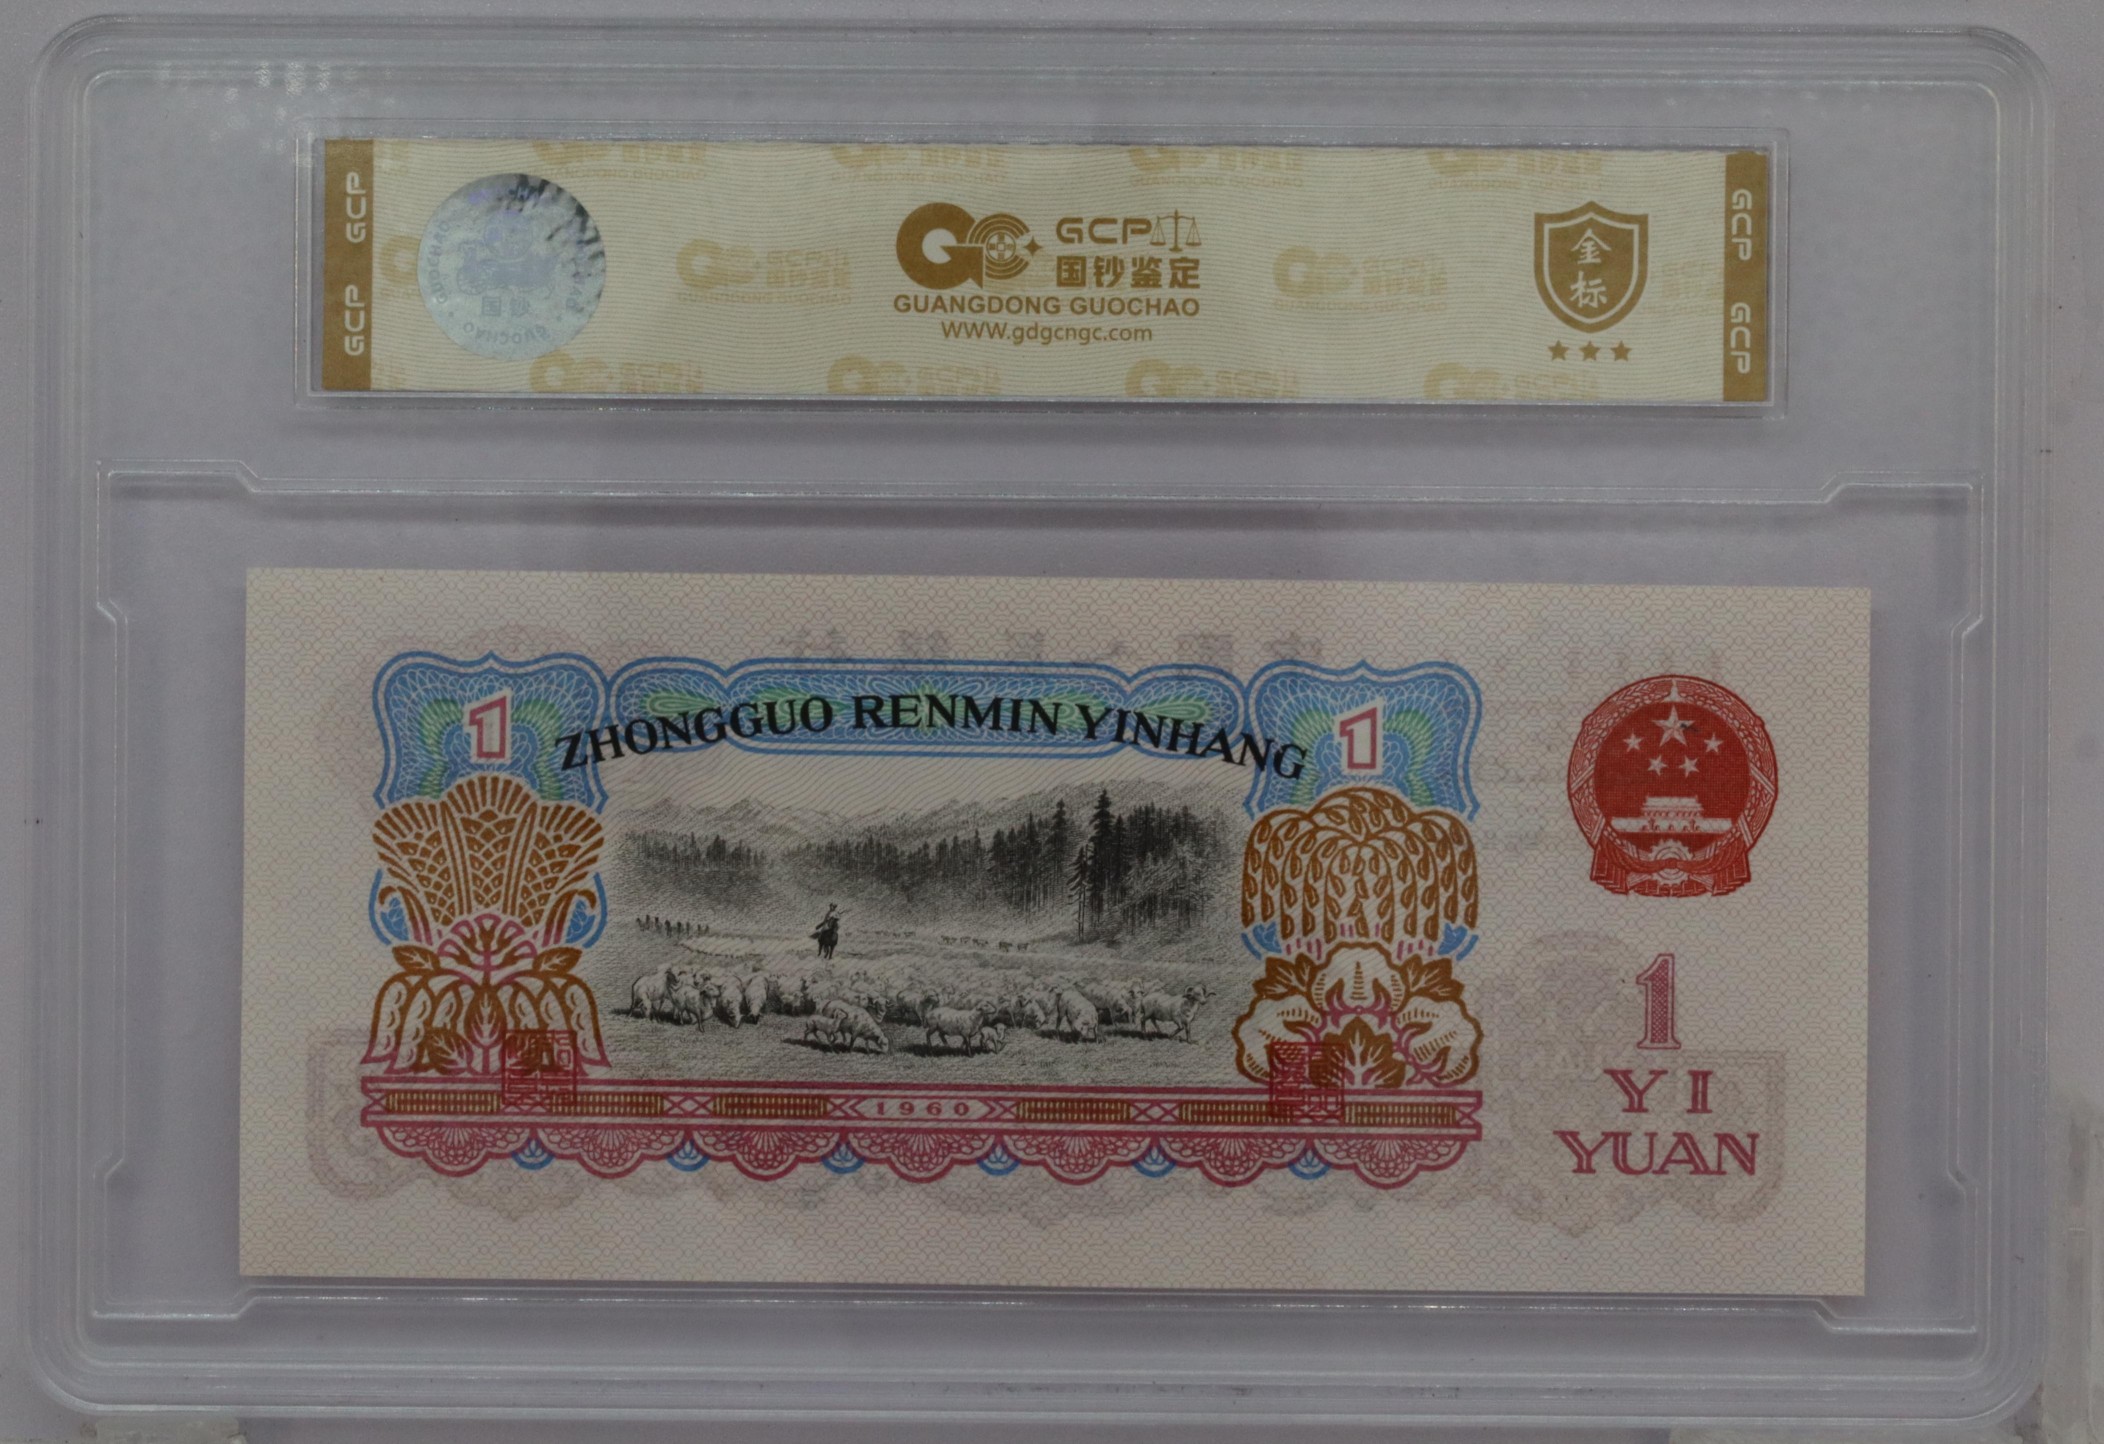 GCP
GCP
国钞
GUOCHAO
GCP
国钞鉴定
GUANGDONG GUOCHAO
WWW.gdgcngc.com
金
标
GCP
GCP
1
ZHONGGUO RENMIN YINHANG
1
1960
1
YI
YUAN